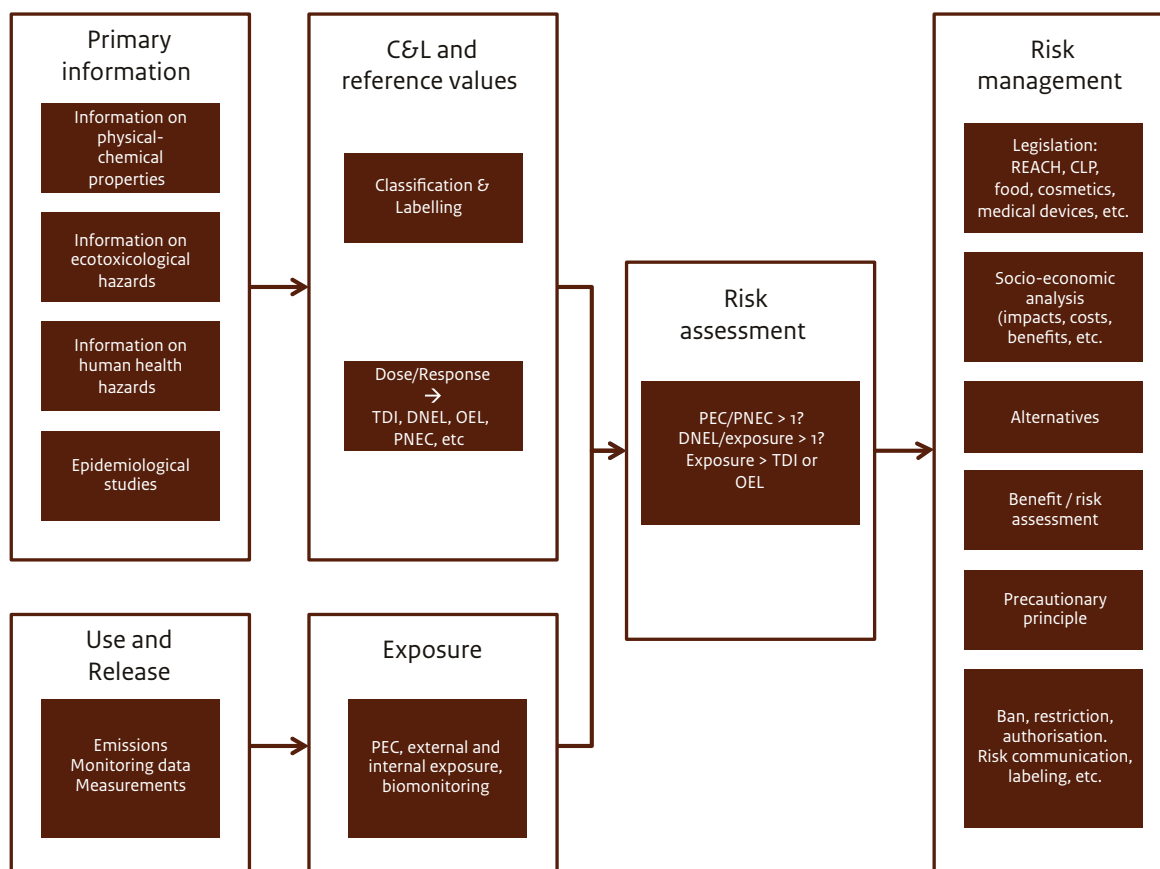 Primary
information
Information on
physical-
chemical
properties
Information on
ecotoxicological
hazards
Information on
human health
hazards
Epidemiological
studies
C&L and
reference values
Classification &
Labelling
Dose/Response
→
TDI, DNEL, OEL,
PNEC, etc
Use and
Release
Emissions
Monitoring data
Measurements
Exposure
PEC, external and
internal exposure,
biomonitoring
Risk
assessment
PEC/PNEC > 1?
DNEL/exposure > 1?
Exposure > TDI or
OEL
Risk
management
Legislation:
REACH, CLP,
food, cosmetics,
medical devices, etc.
Socio-economic
analysis
(impacts, costs,
benefits, etc.
Alternatives
Benefit / risk
assessment
Precautionary
principle
Ban, restriction,
authorisation.
Risk communication,
labeling, etc.